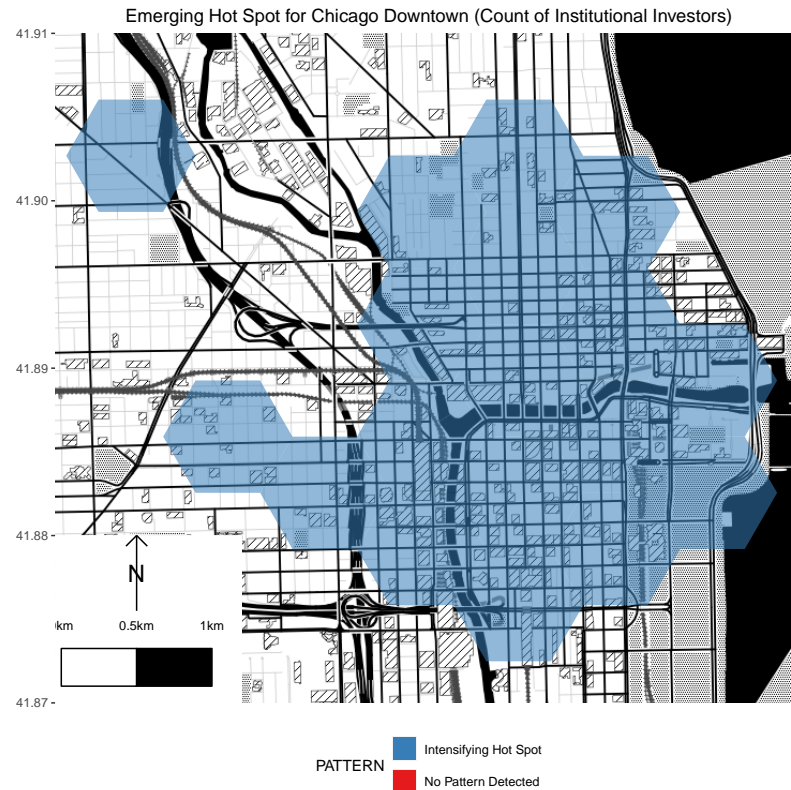 Emerging Hot Spot for Chicago Downtown (Count of Institutional Investors)
41.91
41.90
41.89
41.88
41.87
N
0km 0.5km 1km
PATTERN
Intensifying Hot Spot
No Pattern Detected